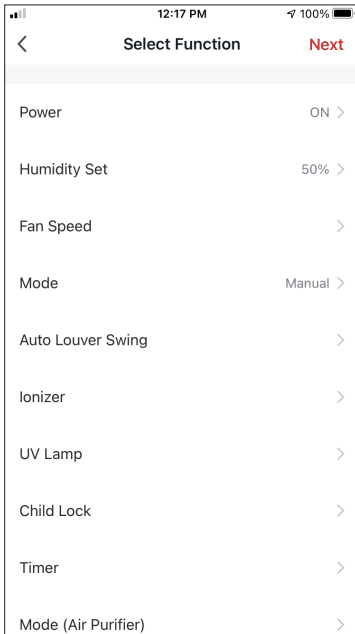 12:17 PM
100%
Select Function
Next
Power ON
Humidity Set 50%
Fan Speed
Mode Manual
Auto Louver Swing
Ionizer
UV Lamp
Child Lock
Timer
Mode (Air Purifier)